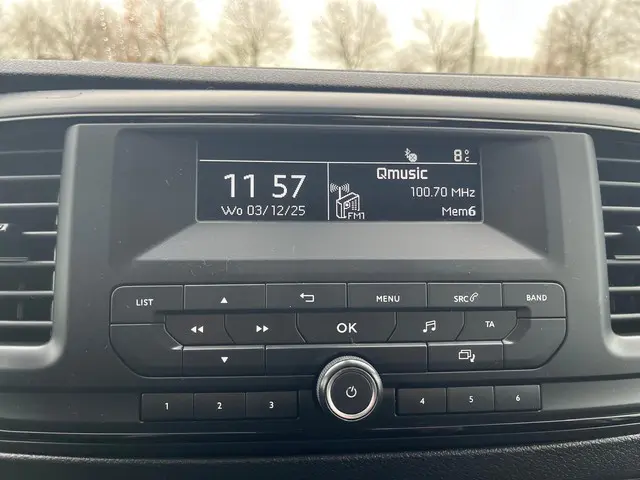 8°C
11 57
Wo 03/12/25
Qmusic
100.70 MHz
FM1
Mem6
LIST
MENU
SRC
BAND
OK
TA
1 2 3 4 5 6